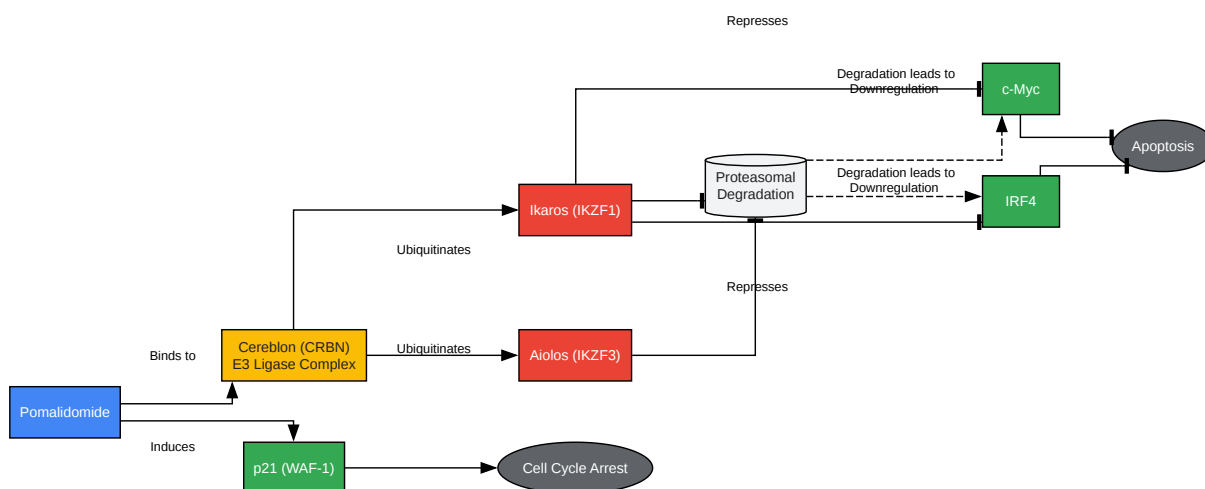 Represses
Degradation leads to
Downregulation
c-Myc
Apoptosis
Proteasomal
Degradation
Degradation leads to
Downregulation
Ikaros (IKZF1)
IRF4
Ubiquitinates
Represses
Binds to
Cereblon (CRBN)
E3 Ligase Complex
Ubiquitinates
Aiolos (IKZF3)
Pomalidomide
Induces
p21 (WAF-1)
Cell Cycle Arrest